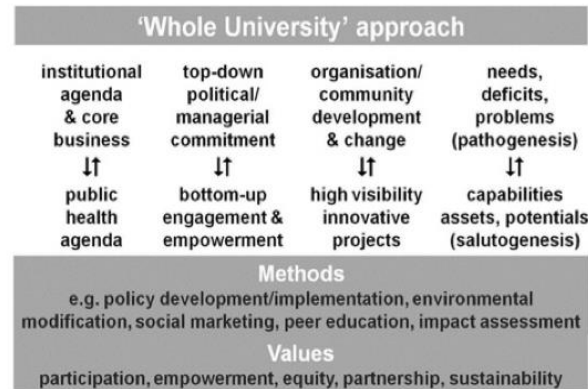 ‘Whole University’ approach
institutional
agenda
& core
business
↓↑
public
health
agenda
top-down
political/
managerial
commitment
↓↑
bottom-up
engagement &
empowerment
organisation/
community
development
& change
↓↑
high visibility
innovative
projects
needs,
deficits,
problems
(pathogenesis)
↓↑
capabilities
assets, potentials
(salutogenesis)
Methods
e.g. policy development/implementation, environmental
modification, social marketing, peer education, impact assessment
Values
participation, empowerment, equity, partnership, sustainability